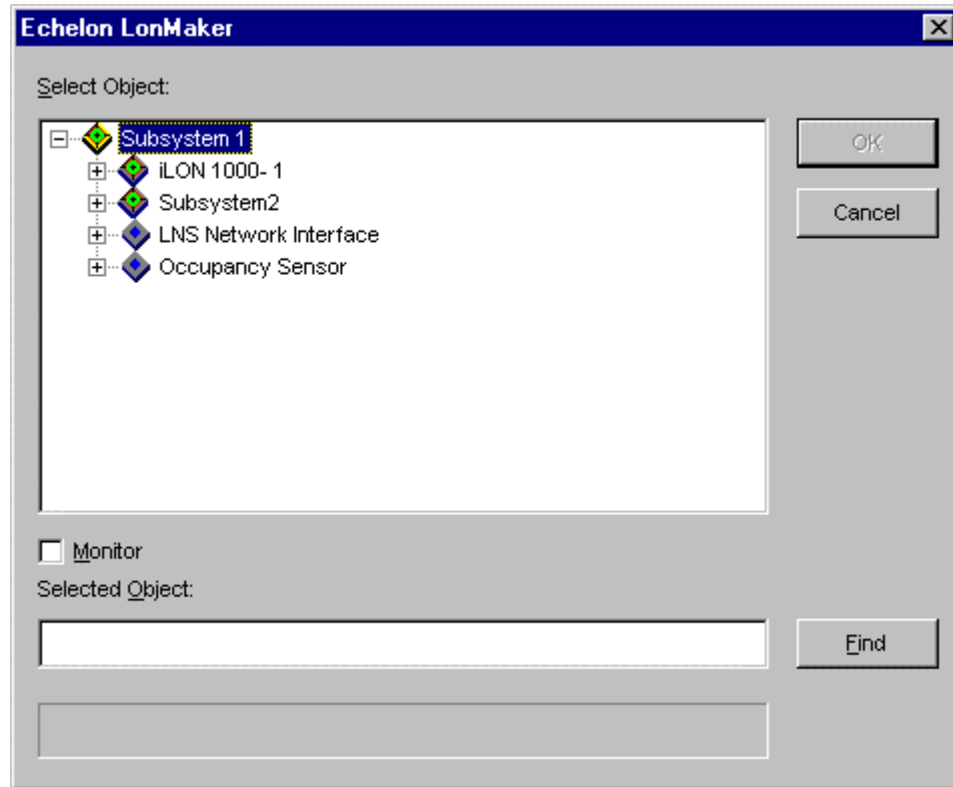 Echelon LonMaker
Select Object:
Subsystem 1
iLON 1000- 1
Subsystem2
LNS Network Interface
Occupancy Sensor
OK
Cancel
Monitor
Selected Object:
Find